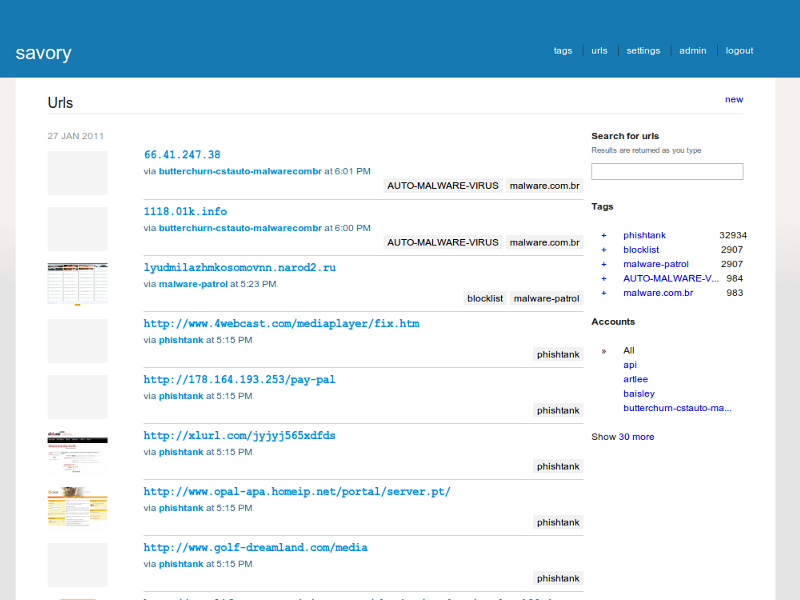 savory
tags urls settings admin logout
Urls
new
27 JAN 2011
66.41.247.38
via butterchurn-cstauto-malwarecombr at 6:01 PM
AUTO-MALWARE-VIRUS malware.com.br
1118.01k.info
via butterchurn-cstauto-malwarecombr at 6:00 PM
AUTO-MALWARE-VIRUS malware.com.br
lyudmilazhmkosomovnn.narod2.ru
via malware-patrol at 5:23 PM
blocklist malware-patrol
http://www.4webcast.com/mediaplayer/fix.htm
via phishtank at 5:15 PM
phishtank
http://178.164.193.253/pay-pal
via phishtank at 5:15 PM
phishtank
http://xlurl.com/jyjyj565xdfds
via phishtank at 5:15 PM
phishtank
http://www.opal-apa.homeip.net/portal/server.pt/
via phishtank at 5:15 PM
phishtank
http://www.golf-dreamland.com/media
via phishtank at 5:15 PM
phishtank
Search for urls
Results are returned as you type
Tags
+ phishtank 32934
+ blocklist 2907
+ malware-patrol 2907
+ AUTO-MALWARE-V... 984
+ malware.com.br 983
Accounts
» All
api
artlee
baisley
butterchurn-cstauto-ma...
Show 30 more